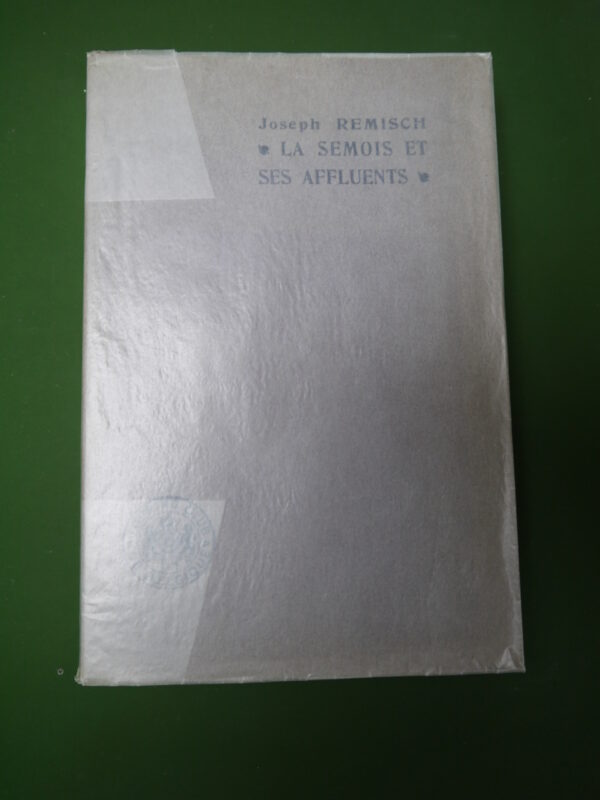 Joseph REMISCH
LA SEMOIS ET
SES AFFLUENTS